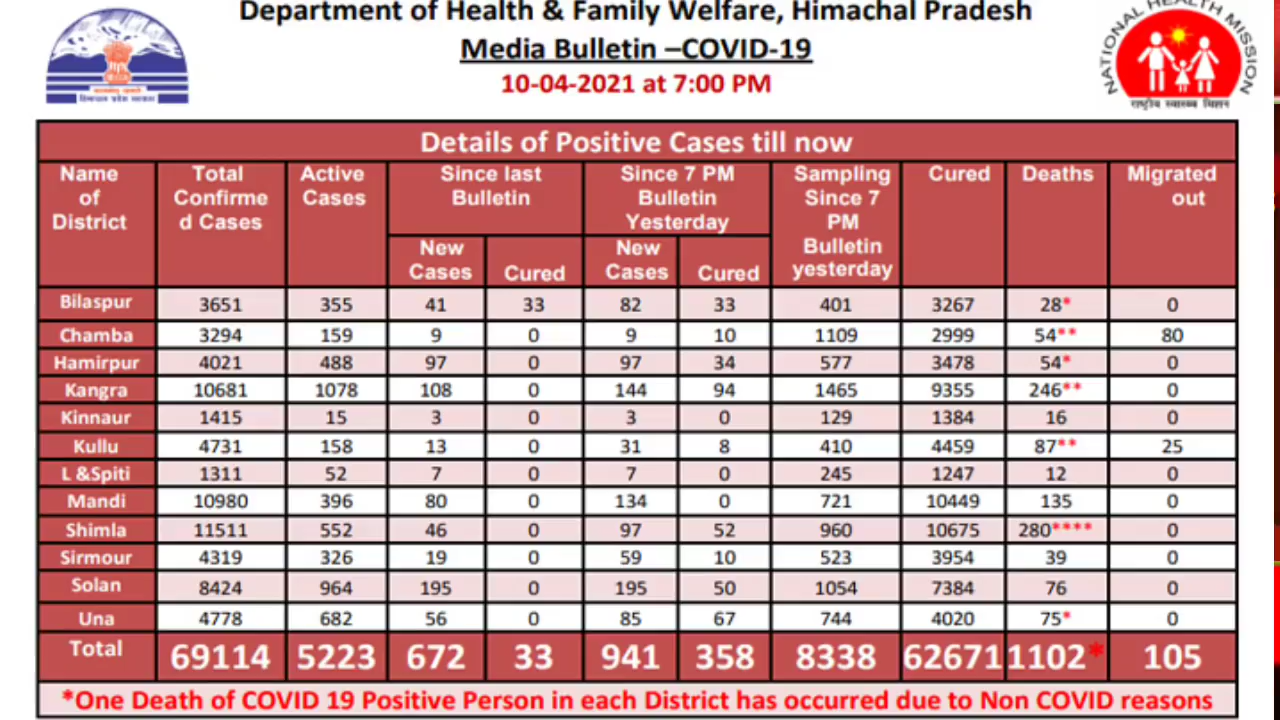 Department of Health & Family Welfare, Himachal Pradesh
Media Bulletin –COVID-19
10-04-2021 at 7:00 PM
हिमाचल प्रदेश सरकार
NATIONAL HEALTH MISSION
राष्ट्रीय स्वास्थ्य मिशन
Details of Positive Cases till now
Name of District Total Confirme d Cases Active Cases Since last Bulletin Since 7 PM Bulletin Yesterday Sampling Since 7 PM Bulletin yesterday Cured Deaths Migrated out
New Cases Cured New Cases Cured
Bilaspur 3651 355 41 33 82 33 401 3267 28* 0
Chamba 3294 159 9 0 9 10 1109 2999 54** 80
Hamirpur 4021 488 97 0 97 34 577 3478 54* 0
Kangra 10681 1078 108 0 144 94 1465 9355 246** 0
Kinnaur 1415 15 3 0 3 0 129 1384 16 0
Kullu 4731 158 13 0 31 8 410 4459 87** 25
L &Spiti 1311 52 7 0 7 0 245 1247 12 0
Mandi 10980 396 80 0 134 0 721 10449 135 0
Shimla 11511 552 46 0 97 52 960 10675 280**** 0
Sirmour 4319 326 19 0 59 10 523 3954 39 0
Solan 8424 964 195 0 195 50 1054 7384 76 0
Una 4778 682 56 0 85 67 744 4020 75* 0
Total 69114 5223 672 33 941 358 8338 62671 1102* 105
*One Death of COVID 19 Positive Person in each District has occurred due to Non COVID reasons